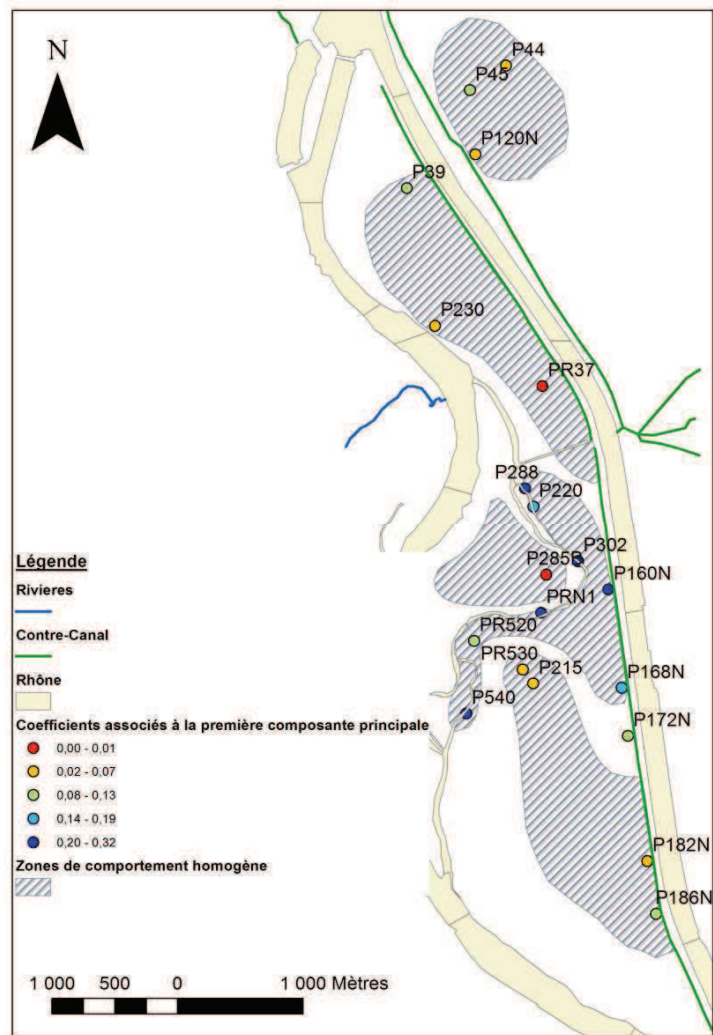 N
P44
P45
P120N
P39
P230
PR37
P288
P220
P302
P285B
P160N
PRN1
PR520
PR530
P215
P168N
P540
P172N
P182N
P186N
Légende
Rivieres
Contre-Canal
Rhône
Coefficients associés à la première composante principale
0,00 - 0,01
0,02 - 0,07
0,08 - 0,13
0,14 - 0,19
0,20 - 0,32
Zones de comportement homogène
1 000 500 0 1 000 Mètres